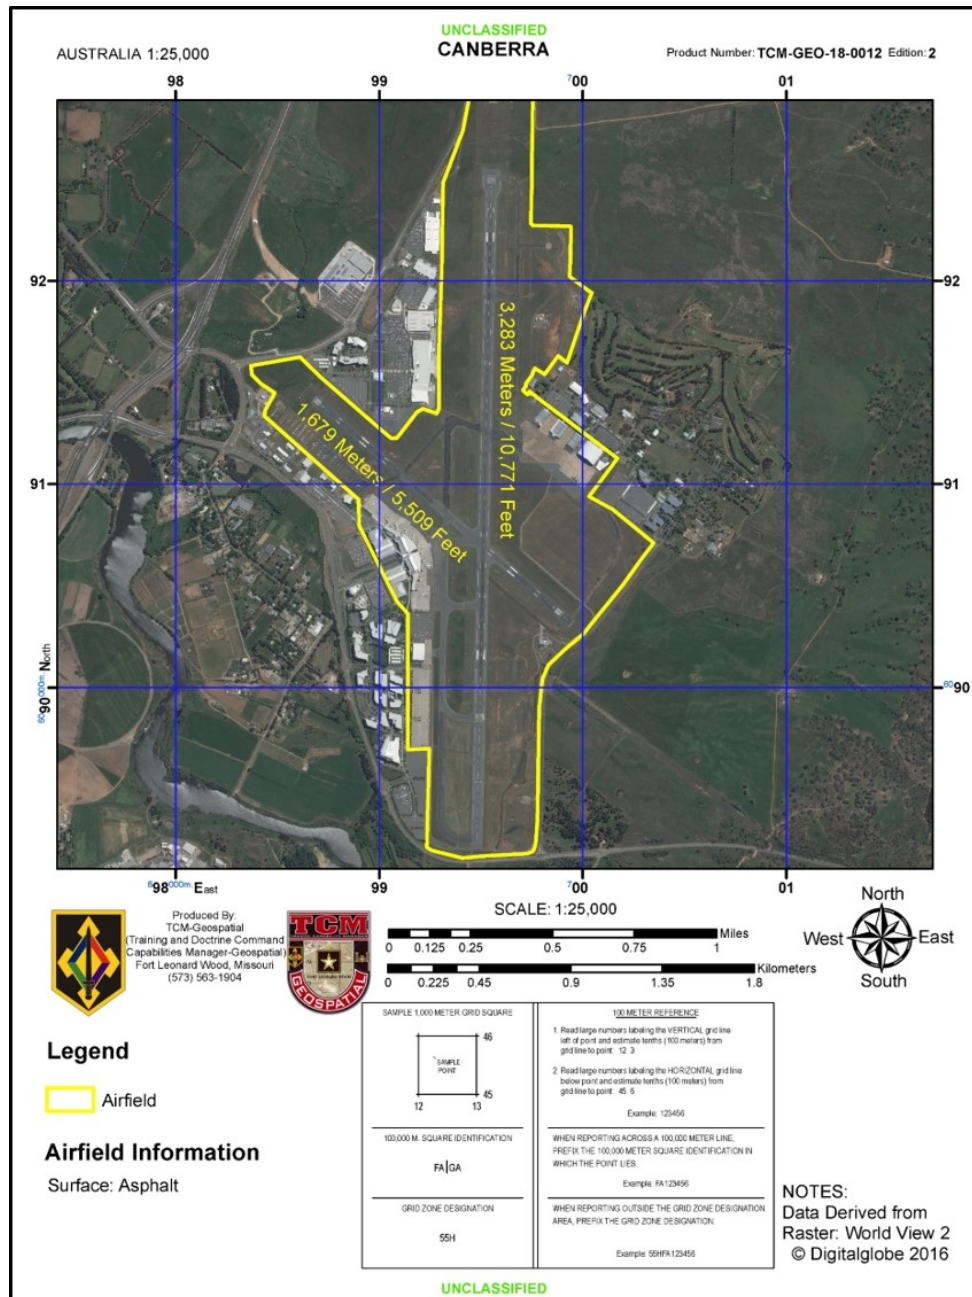 UNCLASSIFIED
CANBERRA
AUSTRALIA 1:25,000
Product Number: TCM-GEO-18-0012 Edition: 2
98 99 700 01
92 92
3,283 Meters / 10,771 Feet
1,679 Meters / 5,509 Feet
91 91
6090000m. North
6090
698000m. East 99 700 01
Produced By:
TCM-Geospatial
(Training and Doctrine Command
Capabilities Manager-Geospatial)
Fort Leonard Wood, Missouri
(573) 563-1904
TCM
GEOSPATIAL
SCALE: 1:25,000
Miles
0 0.125 0.25 0.5 0.75 1
Kilometers
0 0.225 0.45 0.9 1.35 1.8
North
West East
South
Legend
Airfield
Airfield Information
Surface: Asphalt
SAMPLE 1,000 METER GRID SQUARE
46
SAMPLE
POINT
45
12 13
100,000 M. SQUARE IDENTIFICATION
FA|GA
GRID ZONE DESIGNATION
55H
100 METER REFERENCE
1. Read large numbers labeling the VERTICAL grid line
left of point and estimate tenths (100 meters) from
grid line to point: 12 3
2. Read large numbers labeling the HORIZONTAL grid line
below point and estimate tenths (100 meters) from
grid line to point: 45 6
Example: 123456
WHEN REPORTING ACROSS A 100,000 METER LINE,
PREFIX THE 100,000 METER SQUARE IDENTIFICATION IN
WHICH THE POINT LIES.
Example: FA123456
WHEN REPORTING OUTSIDE THE GRID ZONE DESIGNATION
AREA, PREFIX THE GRID ZONE DESIGNATION.
Example: 55HFA123456
NOTES:
Data Derived from
Raster: World View 2
© Digitalglobe 2016
UNCLASSIFIED